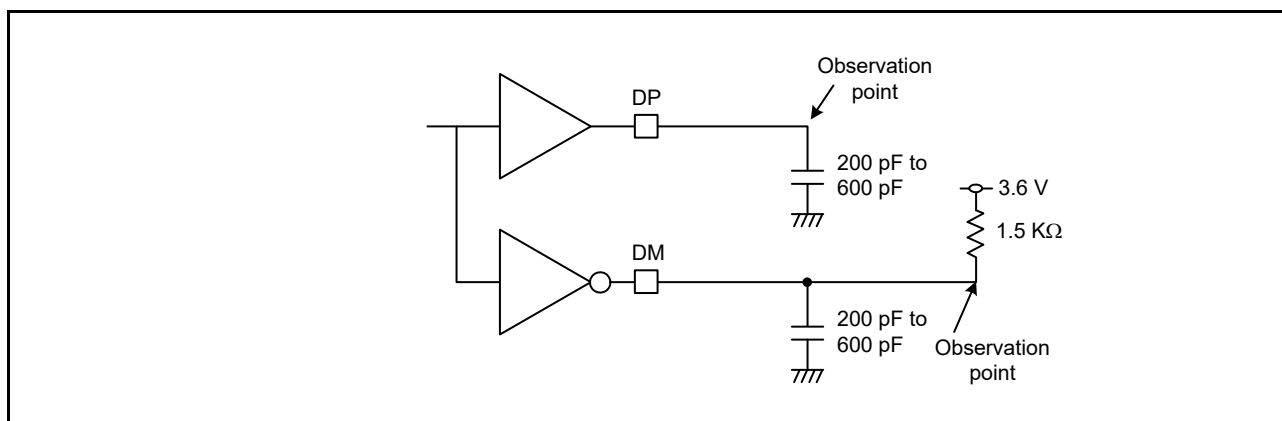 Observation
point
DP
200 pF to
600 pF
3.6 V
1.5 KΩ
DM
200 pF to
600 pF
Observation
point